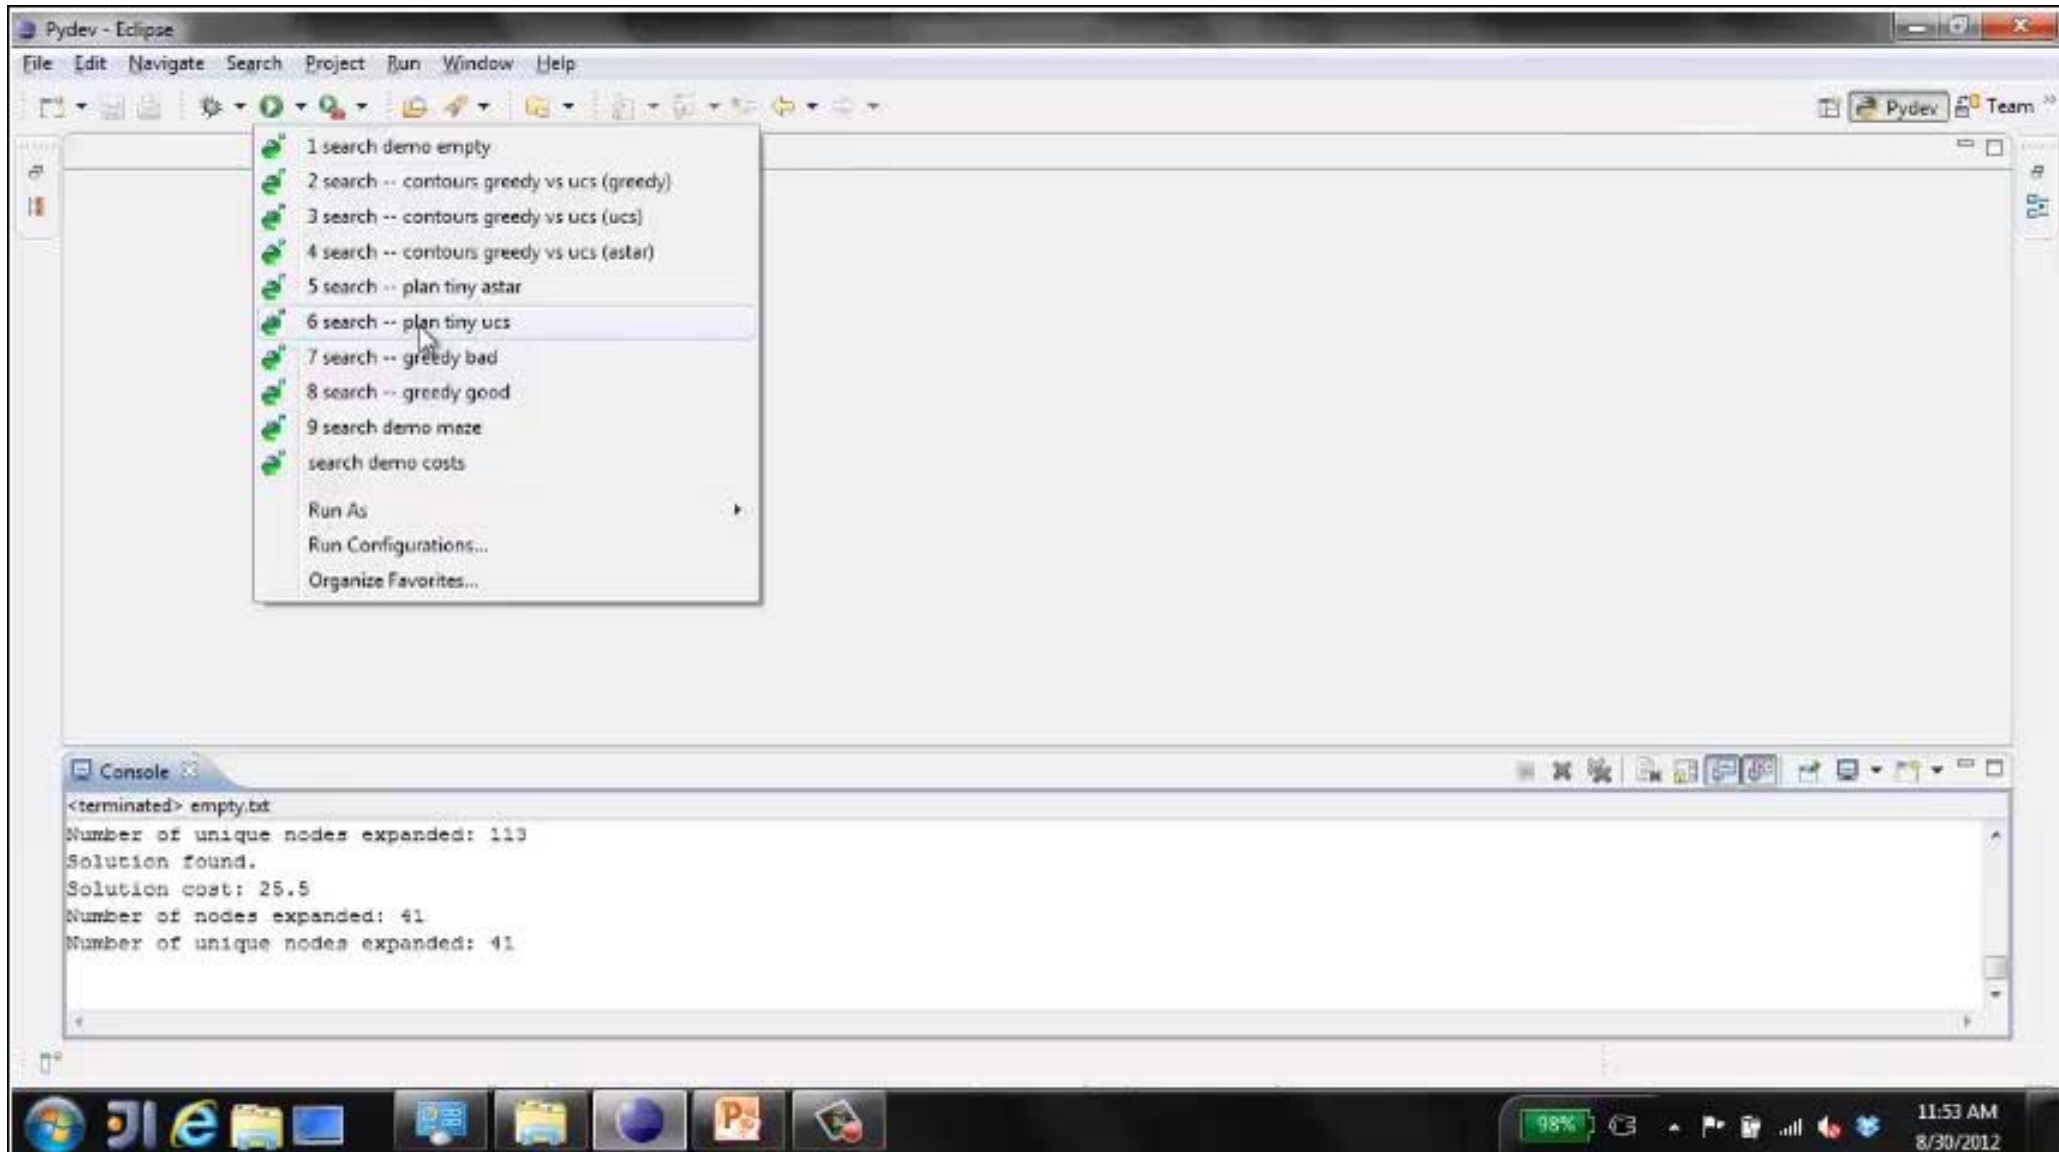 Pydev - Eclipse
File Edit Navigate Search Project Run Window Help
Pydev Team
1 search demo empty
2 search -- contours greedy vs ucs (greedy)
3 search -- contours greedy vs ucs (ucs)
4 search -- contours greedy vs ucs (astar)
5 search -- plan tiny astar
6 search -- plan tiny ucs
7 search -- greedy bad
8 search -- greedy good
9 search demo maze
search demo costs
Run As
Run Configurations...
Organize Favorites...
Console
<terminated> empty.txt
Number of unique nodes expanded: 113
Solution found.
Solution cost: 25.5
Number of nodes expanded: 41
Number of unique nodes expanded: 41
98%
11:53 AM
8/30/2012